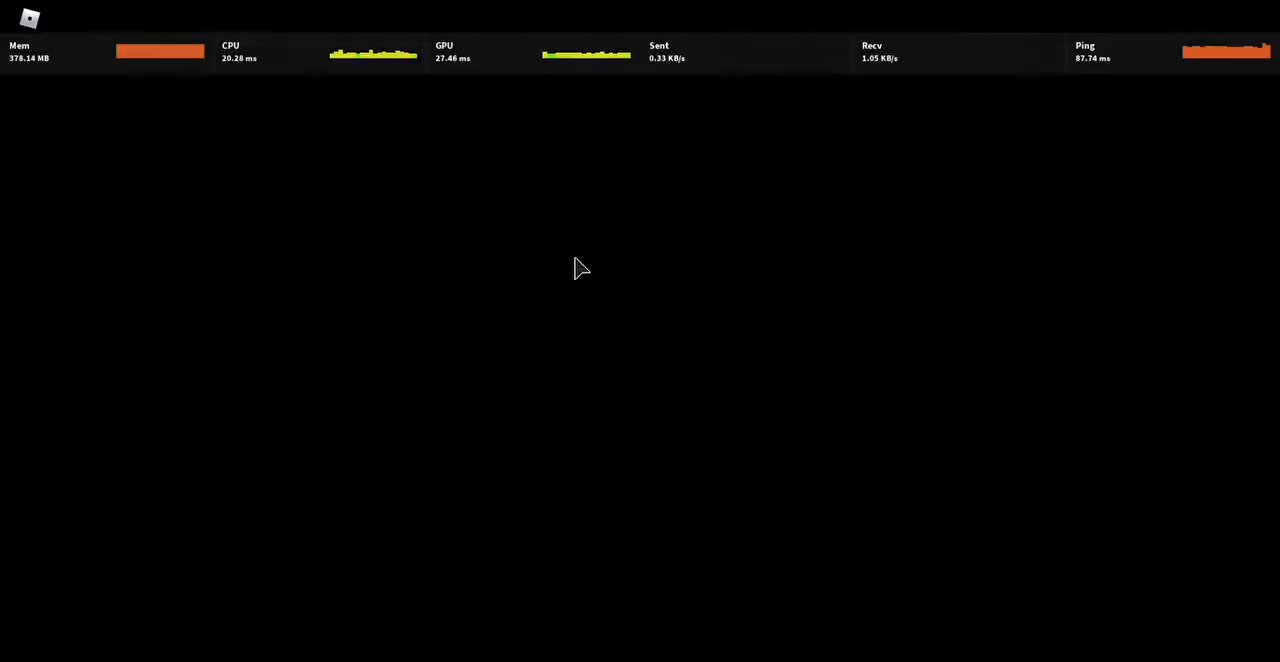 Mem CPU GPU Sent Recv Ping
378.14 MB 20.28 ms 27.46 ms 0.33 KB/s 1.05 KB/s 87.74 ms